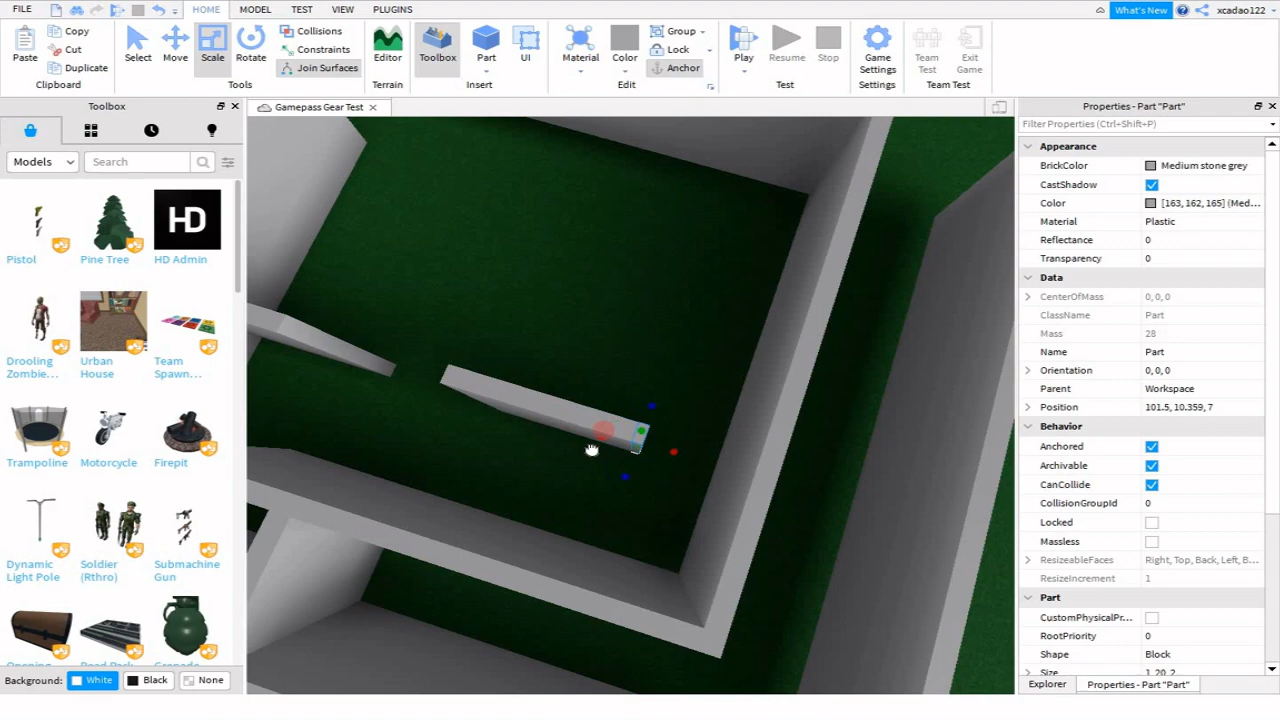 FILE HOME MODEL TEST VIEW PLUGINS What's New xcadao122
Copy Collisions Group
Cut Constraints Lock
Paste Duplicate Select Move Scale Rotate Join Surfaces Editor Toolbox Part UI Material Color Anchor Play Resume Stop Game Settings Team Test Exit Game
Clipboard Tools Terrain Insert Edit Test Settings Team Test
Toolbox
Gamepass Gear Test
Properties - Part "Part"
Filter Properties (Ctrl+Shift+P)
Models Search
HD
Pistol Pine Tree HD Admin
Drooling Zombie... Urban House Team Spawn...
Trampoline Motorcycle Firepit
Dynamic Light Pole Soldier (Rthro) Submachine Gun
Background: White Black None
Appearance
BrickColor Medium stone grey
CastShadow
Color [163, 162, 165] (Med...
Material Plastic
Reflectance 0
Transparency 0
Data
CenterOfMass 0, 0, 0
ClassName Part
Mass 28
Name Part
Orientation 0, 0, 0
Parent Workspace
Position 101.5, 10.359, 7
Behavior
Anchored
Archivable
CanCollide
CollisionGroupId 0
Locked
Massless
ResizeableFaces Right, Top, Back, Left, B...
ResizeIncrement 1
Part
CustomPhysicalPr...
RootPriority 0
Shape Block
Size 1, 20, 2
Explorer Properties - Part "Part"